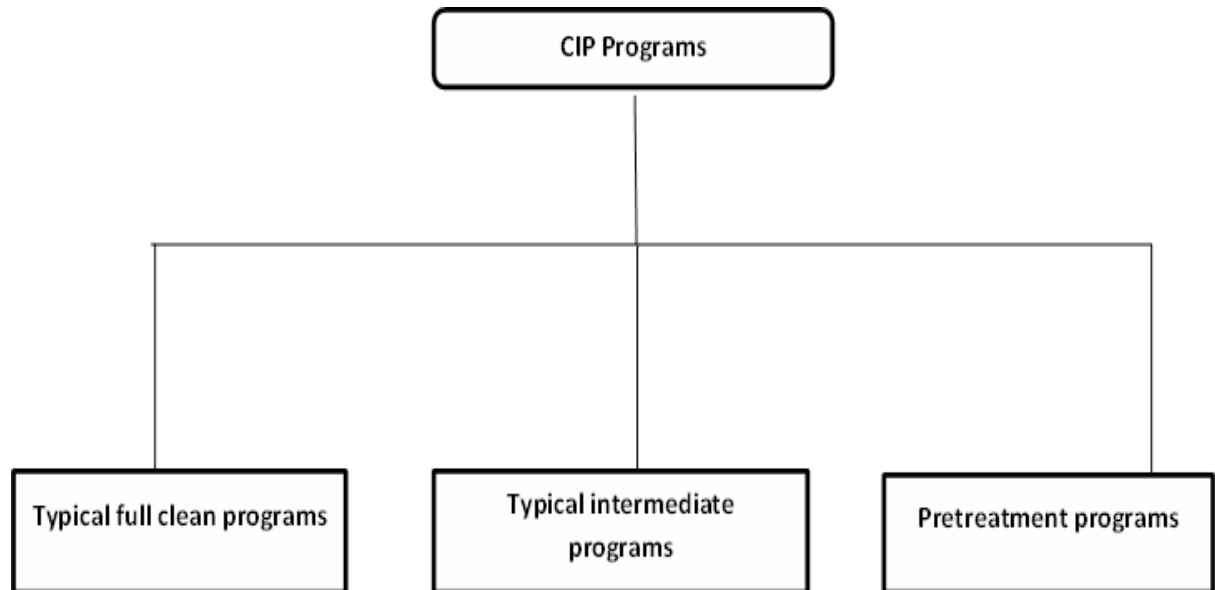 CIP Programs
Typical full clean programs
Typical intermediate
programs
Pretreatment programs